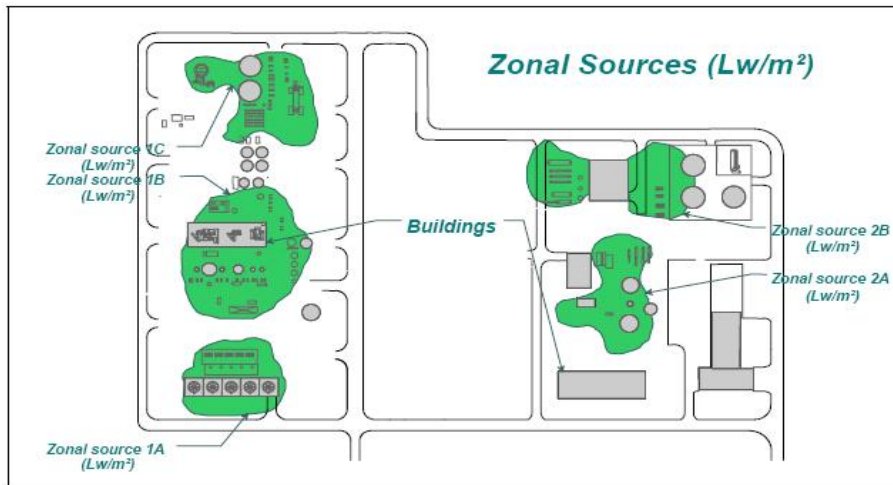 Zonal Sources (Lw/m²)
Zonal source 1C
(Lw/m²)
Zonal source 1B
(Lw/m²)
Buildings
Zonal source 2B
(Lw/m²)
Zonal source 2A
(Lw/m²)
Zonal source 1A
(Lw/m²)